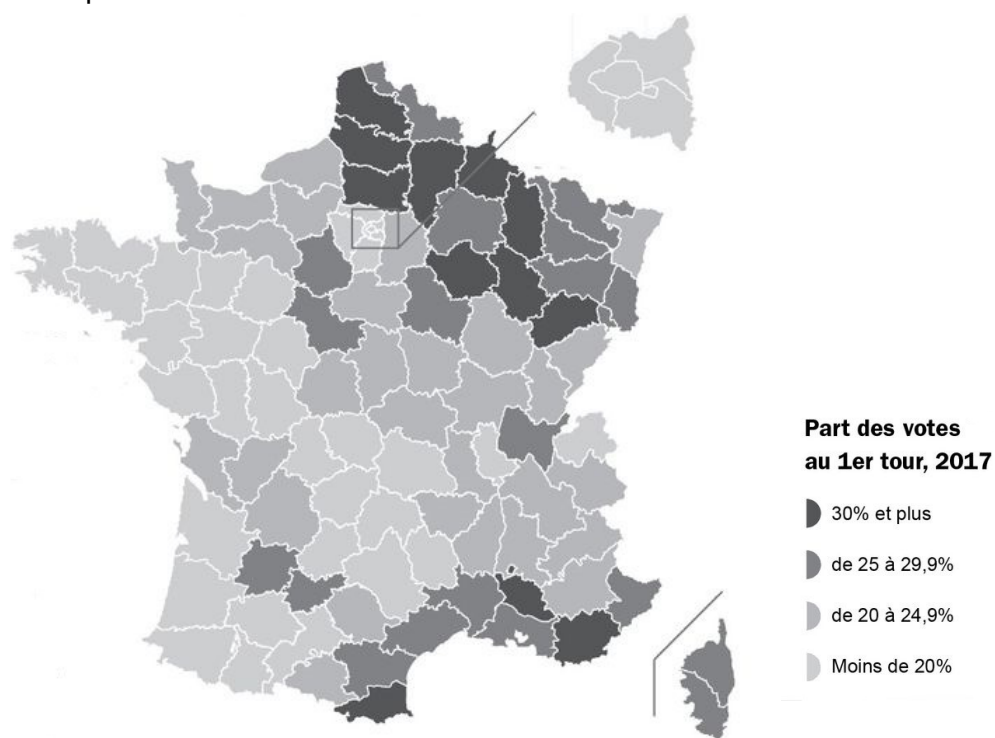 Part des votes
au 1er tour, 2017
30% et plus
de 25 à 29,9%
de 20 à 24,9%
Moins de 20%